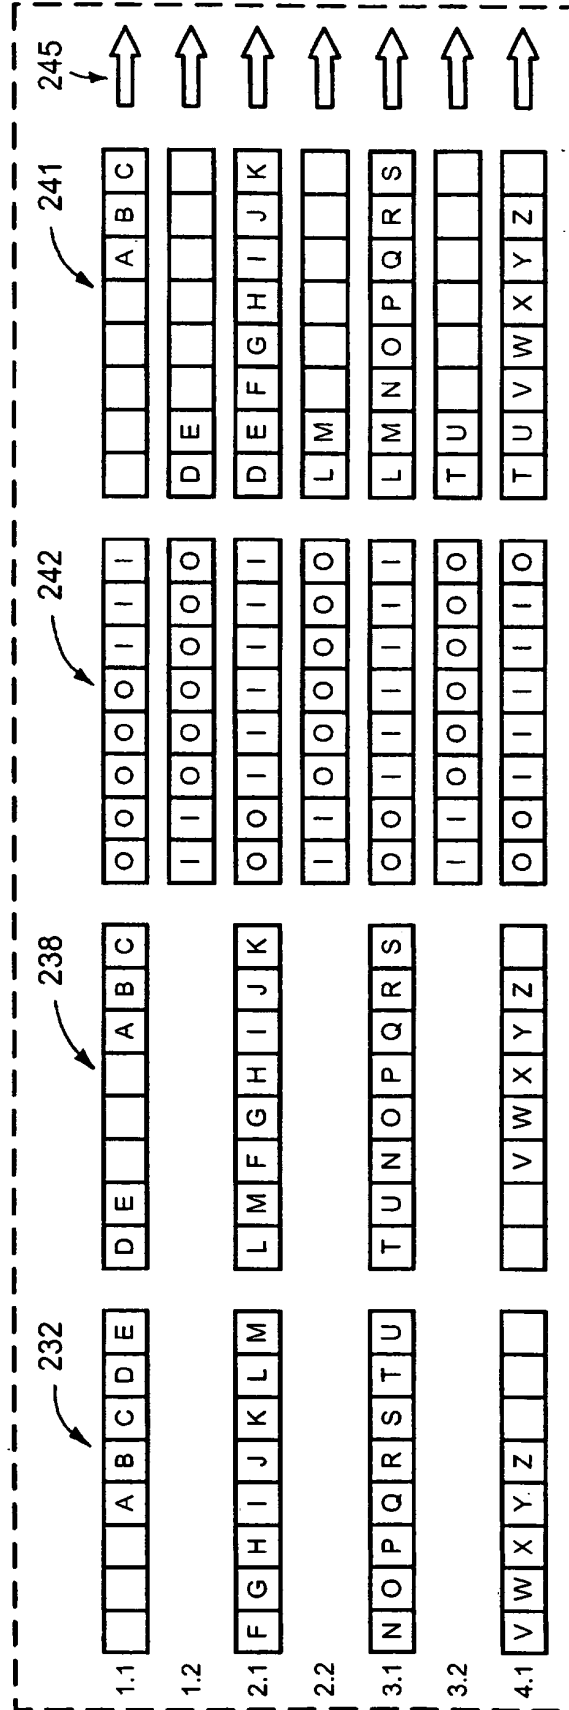 232 238 242 241 245
1.1 A B C D E D E A B C O O O O O I I I A B C
1.2 I I O O O O O O D E
2.1 F G H I J K L M L M F G H I J K O O I I I I I I D E F G H I J K
2.2 I I O O O O O O L M
3.1 N O P Q R S T U T U N O P Q R S O O I I I I I I L M N O P Q R S
3.2 I I O O O O O O T U
4.1 V W X Y Z V W X Y Z O O I I I I I O T U V W X Y Z